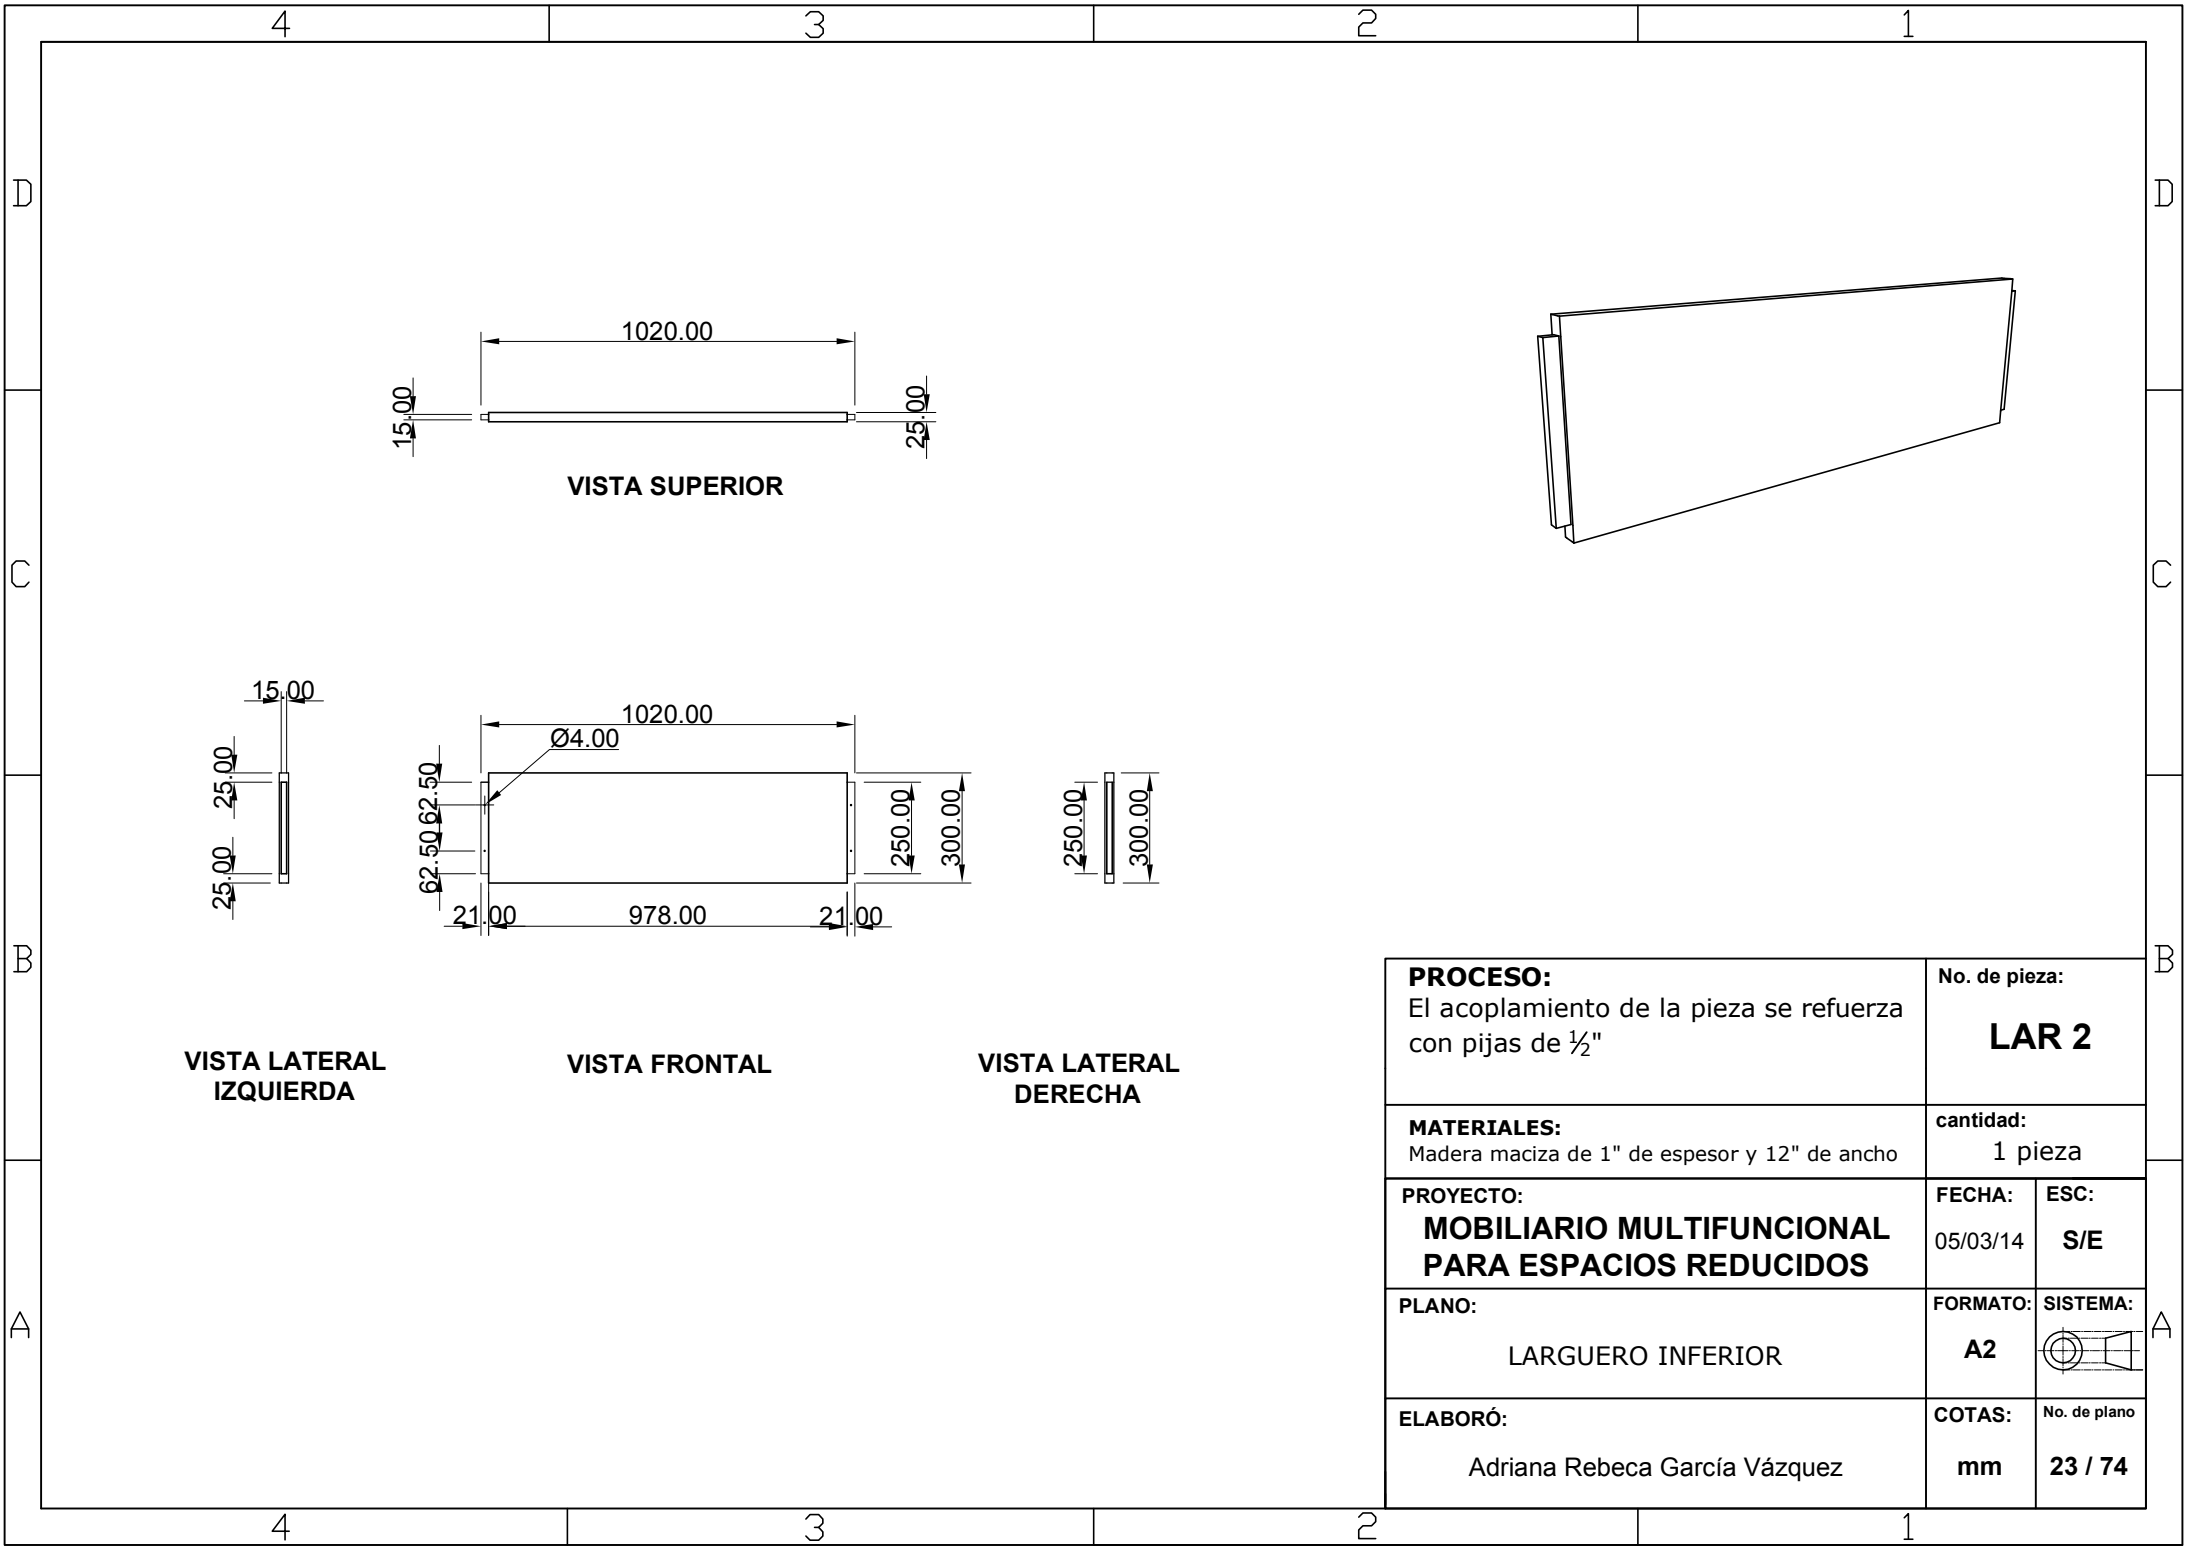 4 3 2 1
D D
C C
B B
A A
1020.00
15.00
25.00
VISTA SUPERIOR
15.00
25.00
25.00
1020.00
Ø4.00
62.50
62.50
250.00
300.00
21.00
978.00
21.00
250.00
300.00
VISTA LATERAL
IZQUIERDA
VISTA FRONTAL
VISTA LATERAL
DERECHA
PROCESO:
El acoplamiento de la pieza se refuerza
con pijas de ½"
No. de pieza:
LAR 2
MATERIALES:
Madera maciza de 1" de espesor y 12" de ancho
cantidad:
1 pieza
PROYECTO:
MOBILIARIO MULTIFUNCIONAL
PARA ESPACIOS REDUCIDOS
FECHA:
05/03/14
ESC:
S/E
PLANO:
LARGUERO INFERIOR
FORMATO:
A2
SISTEMA:
ELABORÓ:
Adriana Rebeca García Vázquez
COTAS:
mm
No. de plano
23 / 74
4 3 2 1